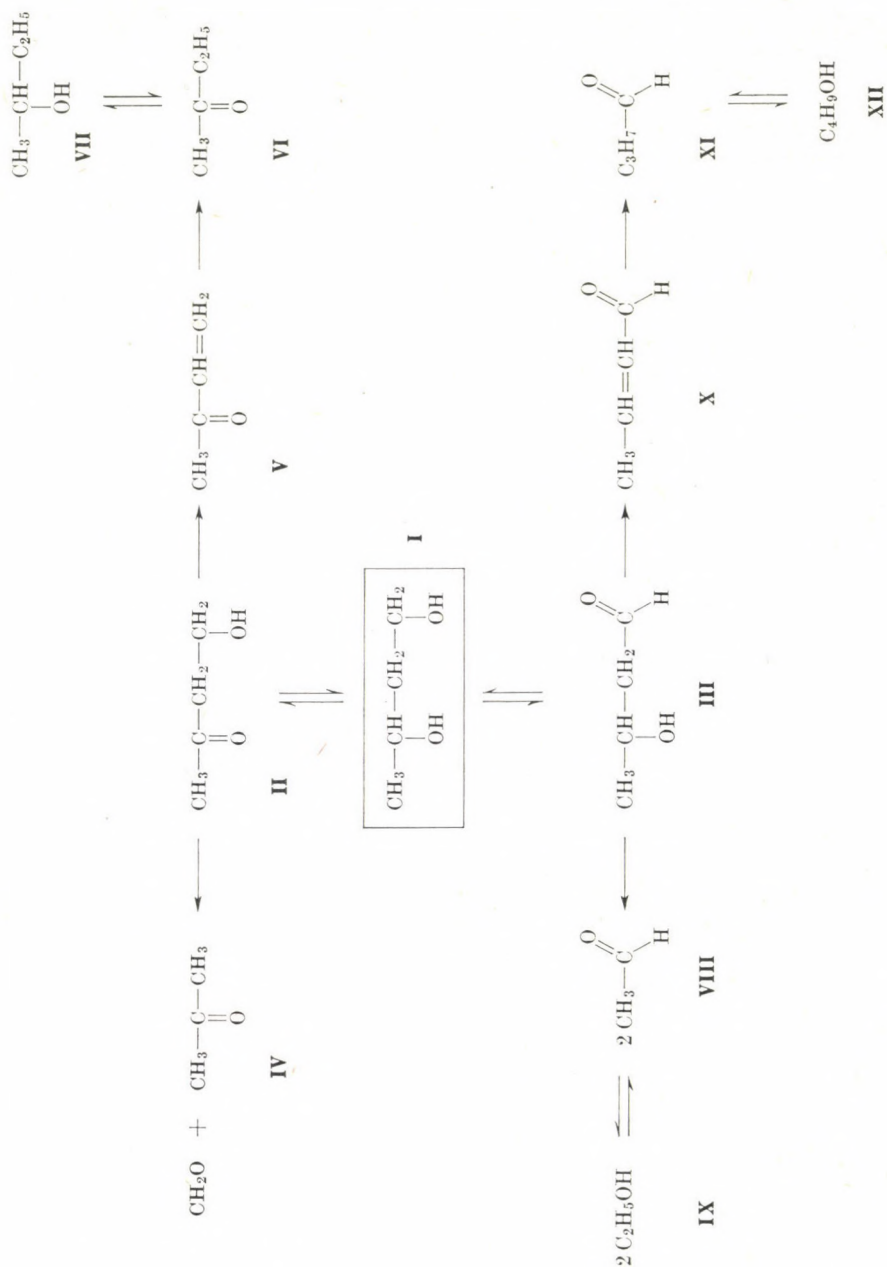 CH₃—CH—C₂H₅
OH
VII
CH₃—C—C₂H₅
O
VI
CH₃—C—CH=CH₂
O
V
CH₃—C—CH₂—CH₂
O OH
II
CH₂O + CH₃—C—CH₃
O
IV
CH₃—CH—CH₂—CH₂
OH OH
I
2 C₂H₅OH
IX
O
2 CH₃—C
H
VIII
O
CH₃—CH—CH₂—C
OH H
III
O
CH₃—CH=CH—C
H
X
O
C₃H₇—C
H
XI
C₄H₉OH
XII